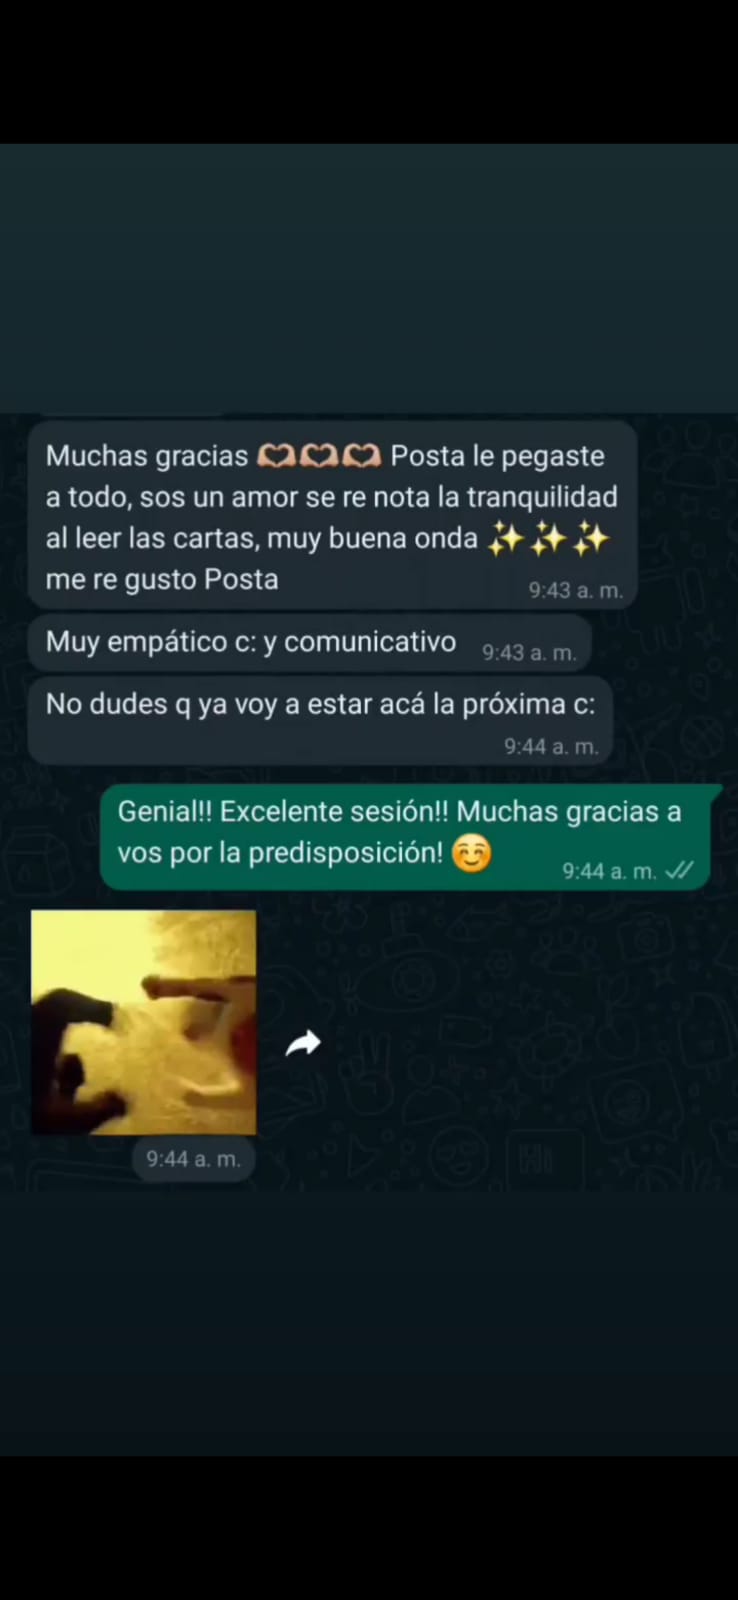 Muchas gracias 🫶🏼🫶🏼🫶🏼 Posta le pegaste
a todo, sos un amor se re nota la tranquilidad
al leer las cartas, muy buena onda ✨✨✨
me re gusto Posta
9:43 a. m.
Muy empático c: y comunicativo
9:43 a. m.
No dudes q ya voy a estar acá la próxima c:
9:44 a. m.
Genial!! Excelente sesión!! Muchas gracias a
vos por la predisposición! ☺️
9:44 a. m.
9:44 a. m.